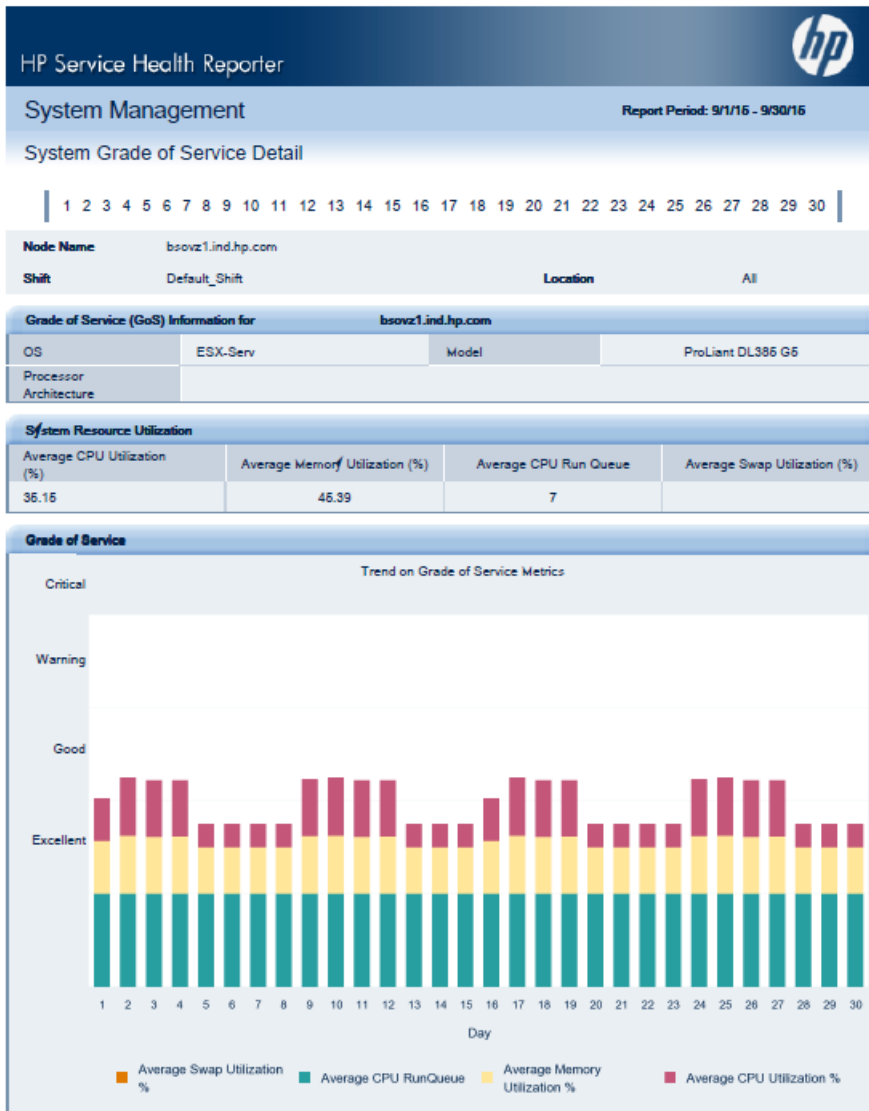 HP Service Health Reporter
hp
System Management
Report Period: 9/1/15 - 9/30/15
System Grade of Service Detail
1 2 3 4 5 6 7 8 9 10 11 12 13 14 15 16 17 18 19 20 21 22 23 24 25 26 27 28 29 30
Node Name bsovz1.ind.hp.com
Shift Default_Shift Location All
Grade of Service (GoS) Information for bsovz1.ind.hp.com
OS ESX-Serv Model ProLiant DL385 G5
Processor
Architecture
System Resource Utilization
Average CPU Utilization
(%)
Average Memory Utilization (%) Average CPU Run Queue Average Swap Utilization (%)
35.15 45.39 7
Grade of Service
Trend on Grade of Service Metrics
Critical
Warning
Good
Excellent
1 2 3 4 5 6 7 8 9 10 11 12 13 14 15 16 17 18 19 20 21 22 23 24 25 26 27 28 29 30
Day
Average Swap Utilization
%
Average CPU RunQueue
Average Memory
Utilization %
Average CPU Utilization %